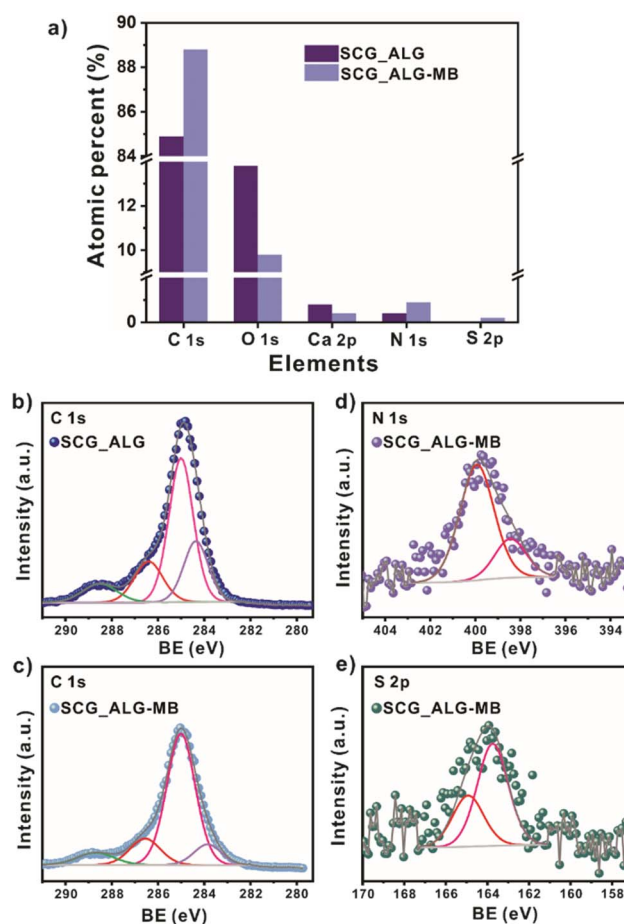 a)
SCG_ALG
SCG_ALG-MB
Atomic percent (%)
90
88
86
84
12
10
0
C 1s O 1s Ca 2p N 1s S 2p
Elements
b)
C 1s
SCG_ALG
Intensity (a.u.)
290 288 286 284 282 280
BE (eV)
d)
N 1s
SCG_ALG-MB
Intensity (a.u.)
404 402 400 398 396 394
BE (eV)
c)
C 1s
SCG_ALG-MB
Intensity (a.u.)
290 288 286 284 282 280
BE (eV)
e)
S 2p
SCG_ALG-MB
Intensity (a.u.)
170 168 166 164 162 160 158
BE (eV)